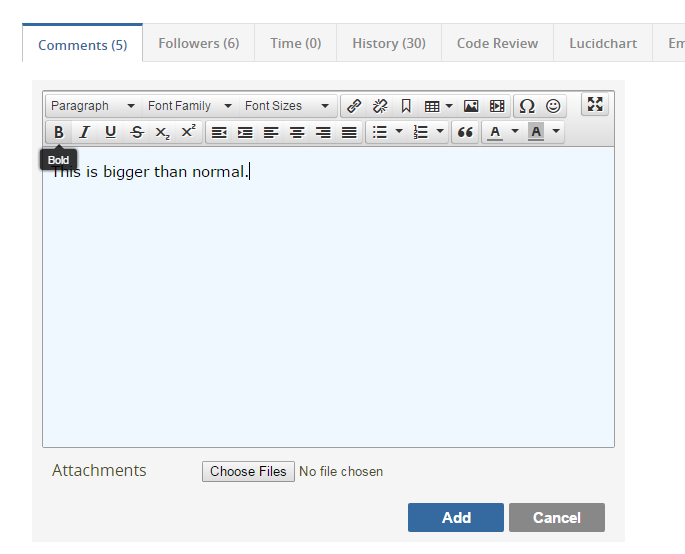 Comments (5) Followers (6) Time (0) History (30) Code Review Lucidchart
Paragraph Font Family Font Sizes
B I U S X₂ X² A A
Bold
This is bigger than normal.
Attachments Choose Files No file chosen
Add Cancel